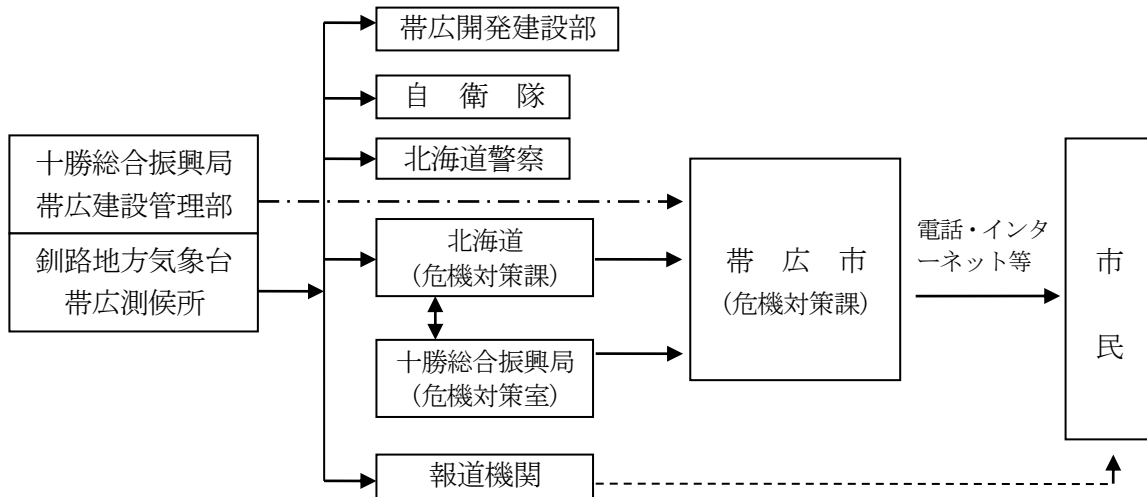 帯広開発建設部
自 衛 隊
北海道警察
十勝総合振興局
帯広建設管理部
釧路地方気象台
帯広測候所
北海道
(危機対策課)
十勝総合振興局
(危機対策室)
報道機関
帯 広 市
(危機対策課)
電話・インタ
ーネット等
市
民